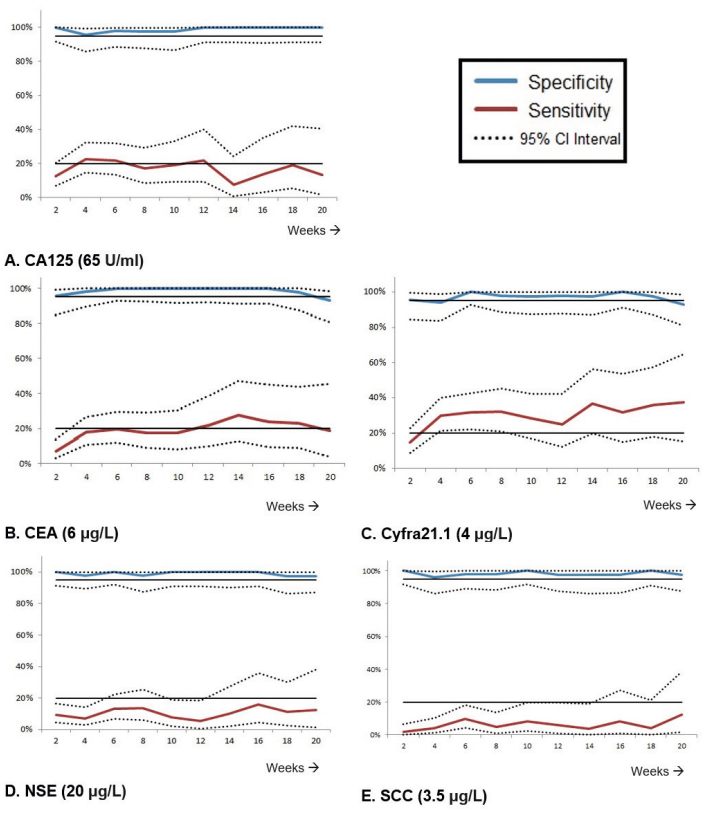 100%
80%
60%
40%
20%
0%
2 4 6 8 10 12 14 16 18 20
Weeks →
A. CA125 (65 U/ml)
Specificity
Sensitivity
95% CI Interval
100%
80%
60%
40%
20%
0%
2 4 6 8 10 12 14 16 18 20
Weeks →
B. CEA (6 µg/L)
100%
80%
60%
40%
20%
0%
2 4 6 8 10 12 14 16 18 20
Weeks →
C. Cyfra21.1 (4 µg/L)
100%
80%
60%
40%
20%
0%
2 4 6 8 10 12 14 16 18 20
Weeks →
D. NSE (20 µg/L)
100%
80%
60%
40%
20%
0%
2 4 6 8 10 12 14 16 18 20
Weeks →
E. SCC (3.5 µg/L)